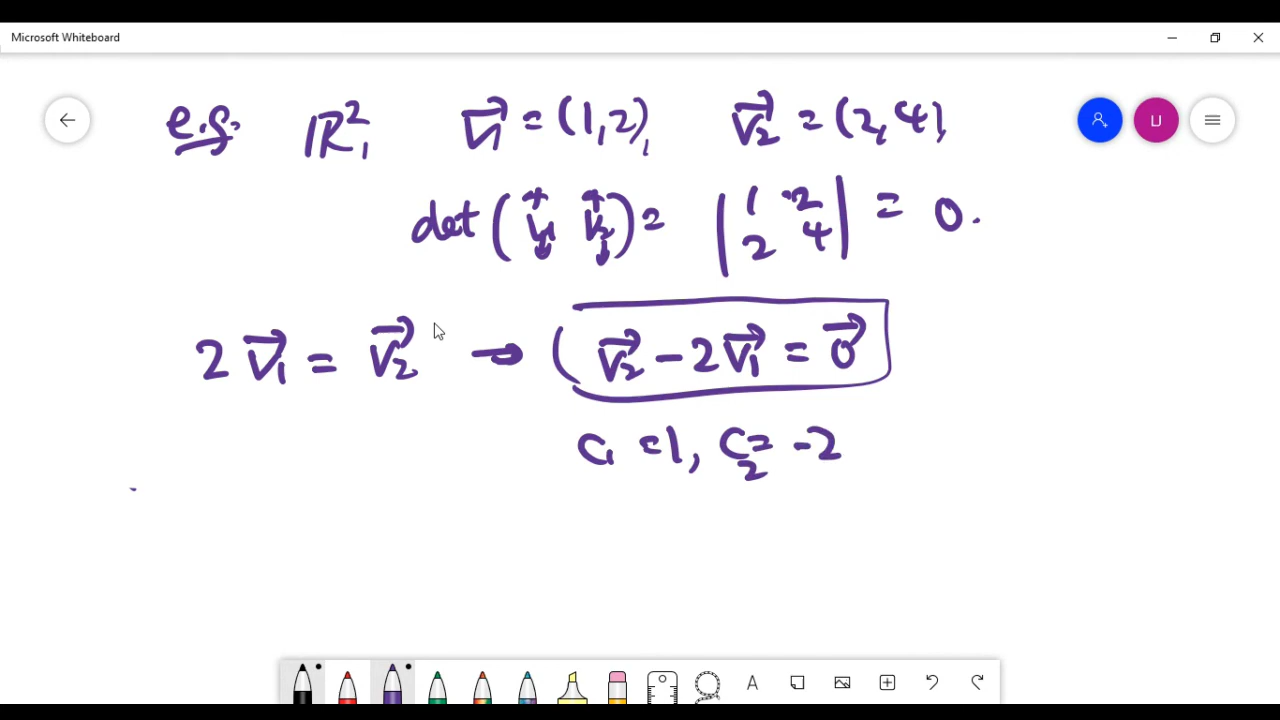 Microsoft Whiteboard
e.g. ℝ², v⃗₁ = (1,2), v⃗₂ = (2,4),
det(v⃗₁ v⃗₂) = |1 2; 2 4| = 0.
2v⃗₁ = v⃗₂ → (v⃗₂ - 2v⃗₁ = 0⃗
c₁ = 1, c₂ = -2